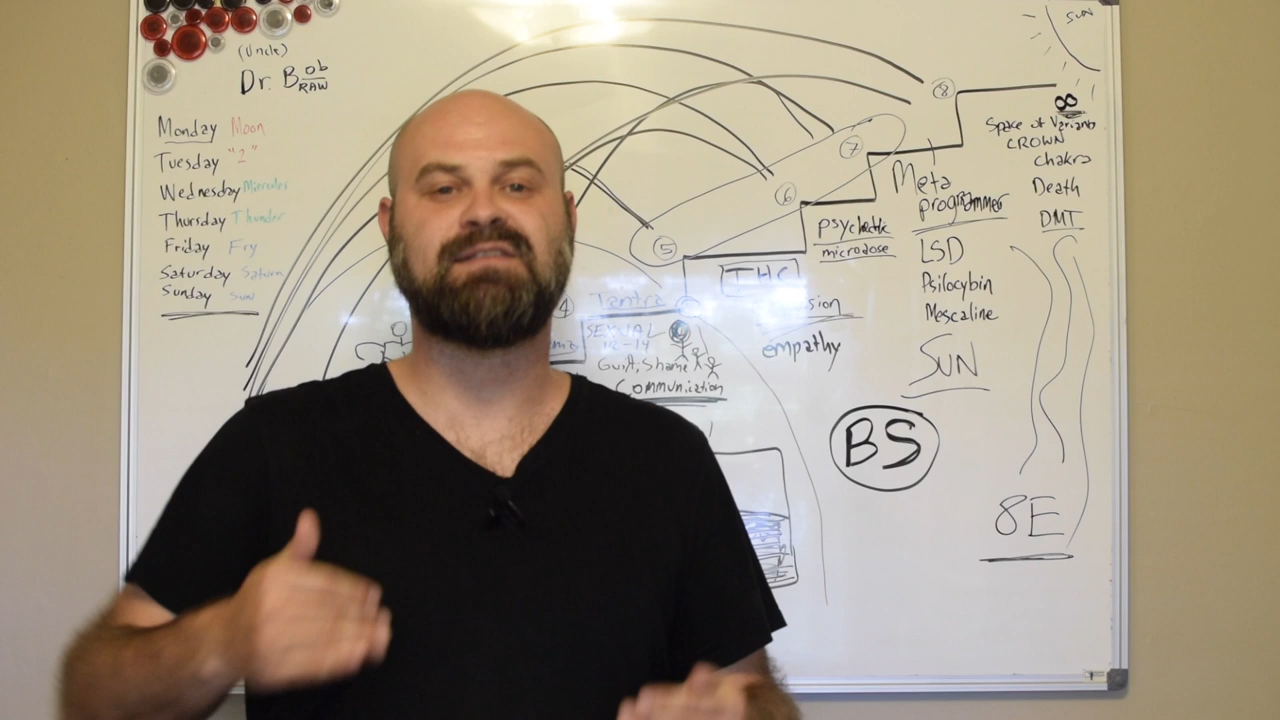 (Uncle)
Dr. Bob
RAW
Monday Moon
Tuesday "2"
Wednesday Miercoles
Thursday Thunder
Friday Fry
Saturday Saturn
Sunday Sun
SUN
8
∞
Space of Variants
CROWN
chakra
Death
DMT
7
Meta
programmer
LSD
Psilocybin
Mescaline
SUN
6
psychedelic
microdose
5
THC
sion
empathy
4
Tantra
SEXUAL
12-14
Guilt, Shame
Communication
BS
8E